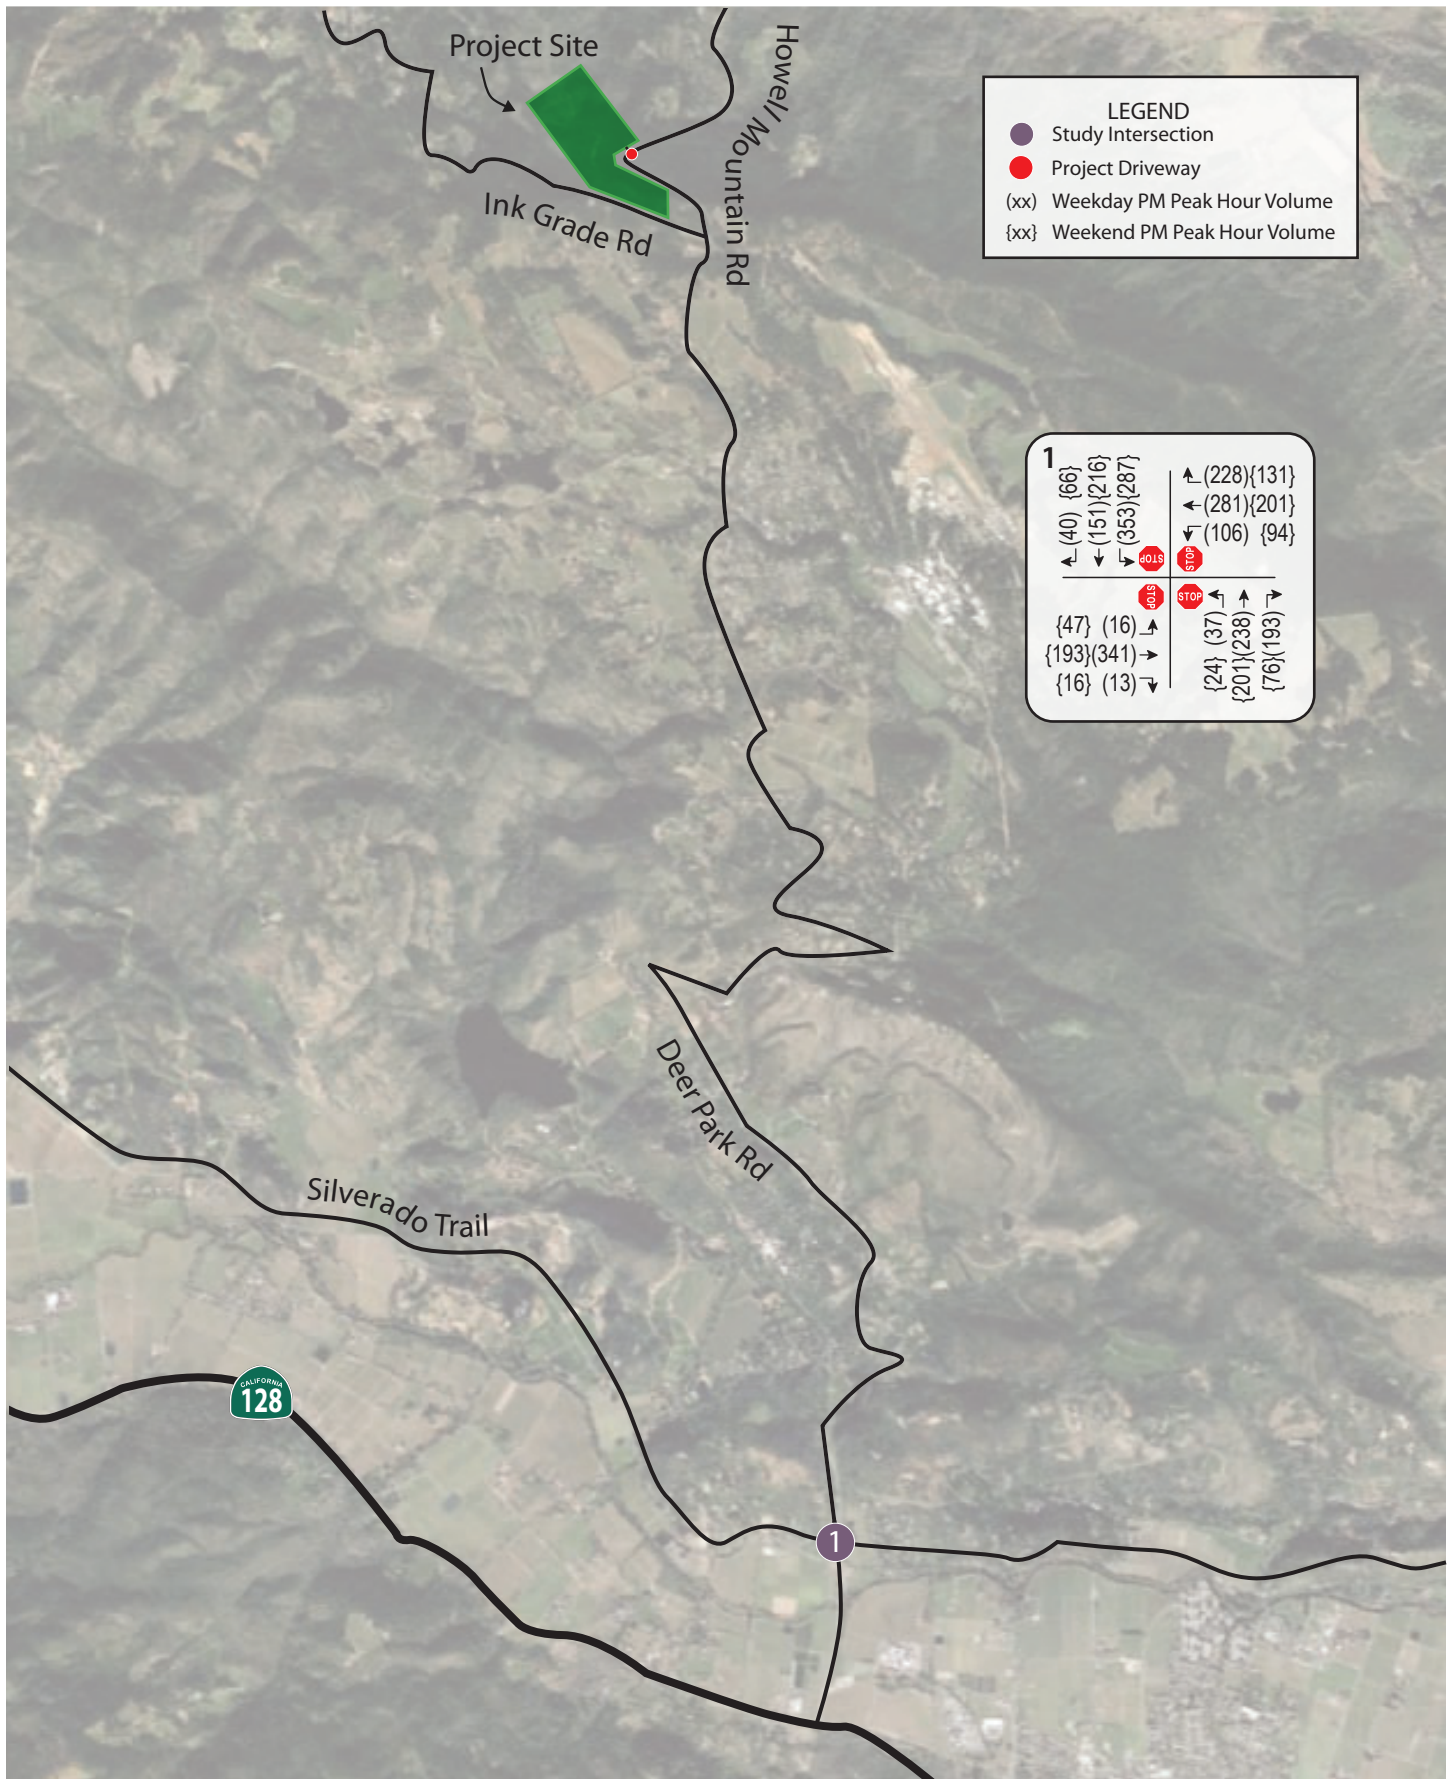 Project Site
Howell Mountain Rd
Ink Grade Rd
LEGEND
Study Intersection
Project Driveway
(xx) Weekday PM Peak Hour Volume
{xx} Weekend PM Peak Hour Volume
1
(40) {66}
(151){216}
(353){287}
(228){131}
(281){201}
(106) {94}
STOP
STOP
STOP
STOP
{47} (16)
{193}(341)
{16} (13)
{24} (37)
{201}(238)
{76}(193)
Deer Park Rd
Silverado Trail
CALIFORNIA
128
1